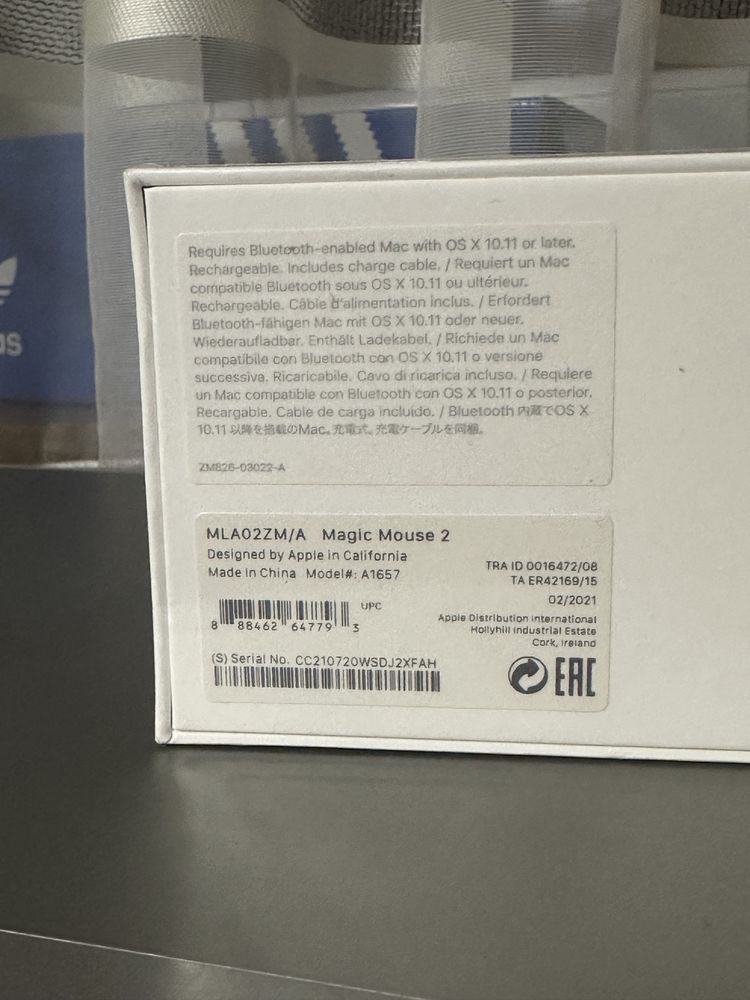 Requires Bluetooth-enabled Mac with OS X 10.11 or later.
Rechargeable. Includes charge cable. / Requiert un Mac
compatible Bluetooth sous OS X 10.11 ou ultérieur.
Rechargeable. Câble d'alimentation inclus. / Erfordert
Bluetooth-fähigen Mac mit OS X 10.11 oder neuer.
Wiederaufladbar. Enthält Ladekabel. / Richiede un Mac
compatibile con Bluetooth con OS X 10.11 o versione
successiva. Ricaricabile. Cavo di ricarica incluso. / Requiere
un Mac compatible con Bluetooth con OS X 10.11 o posterior.
Recargable. Cable de carga incluido. / Bluetooth 内蔵でOS X
10.11 以降を搭載のMac。充電式。充電ケーブルを同梱。
ZM826-03022-A
MLA02ZM/A Magic Mouse 2
Designed by Apple in California
Made in China Model#: A1657
TRA ID 0016472/08
TA ER42169/15
02/2021
UPC
8 88462 64779 3
Apple Distribution International
Hollyhill Industrial Estate
Cork, Ireland
(S) Serial No. CC210720WSDJ2XFAH
EAC